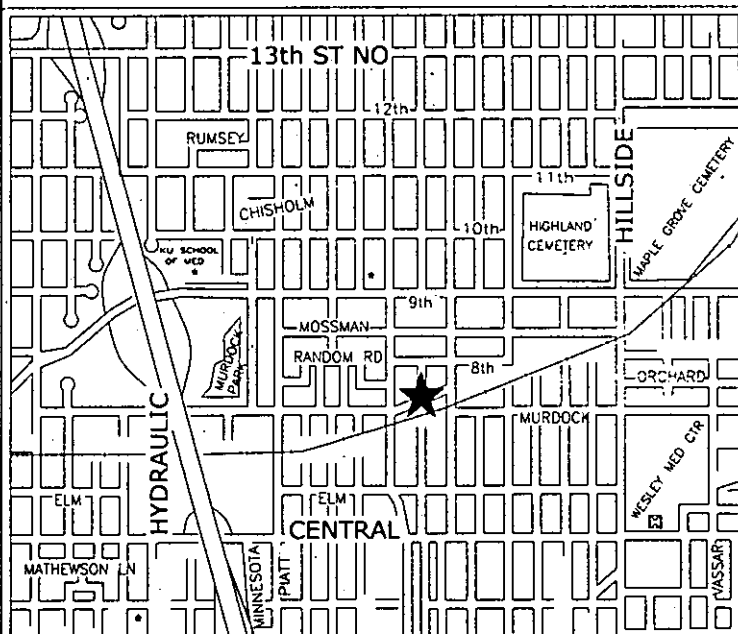 13th ST NO
12th
RUMSEY
11th
HILLSIDE
MAPLE GROVE CEMETERY
CHISHOLM
10th
HIGHLAND
CEMETERY
KU SCHOOL
OF MED
9th
MOSSMAN
RANDOM RD
8th
MURDOCK
PARK
ORCHARD
HYDRAULIC
MURDOCK
WESLEY MED CTR
ELM
ELM
CENTRAL
MATHEWSON LN
MINNESOTA
PIATT
VASSAR